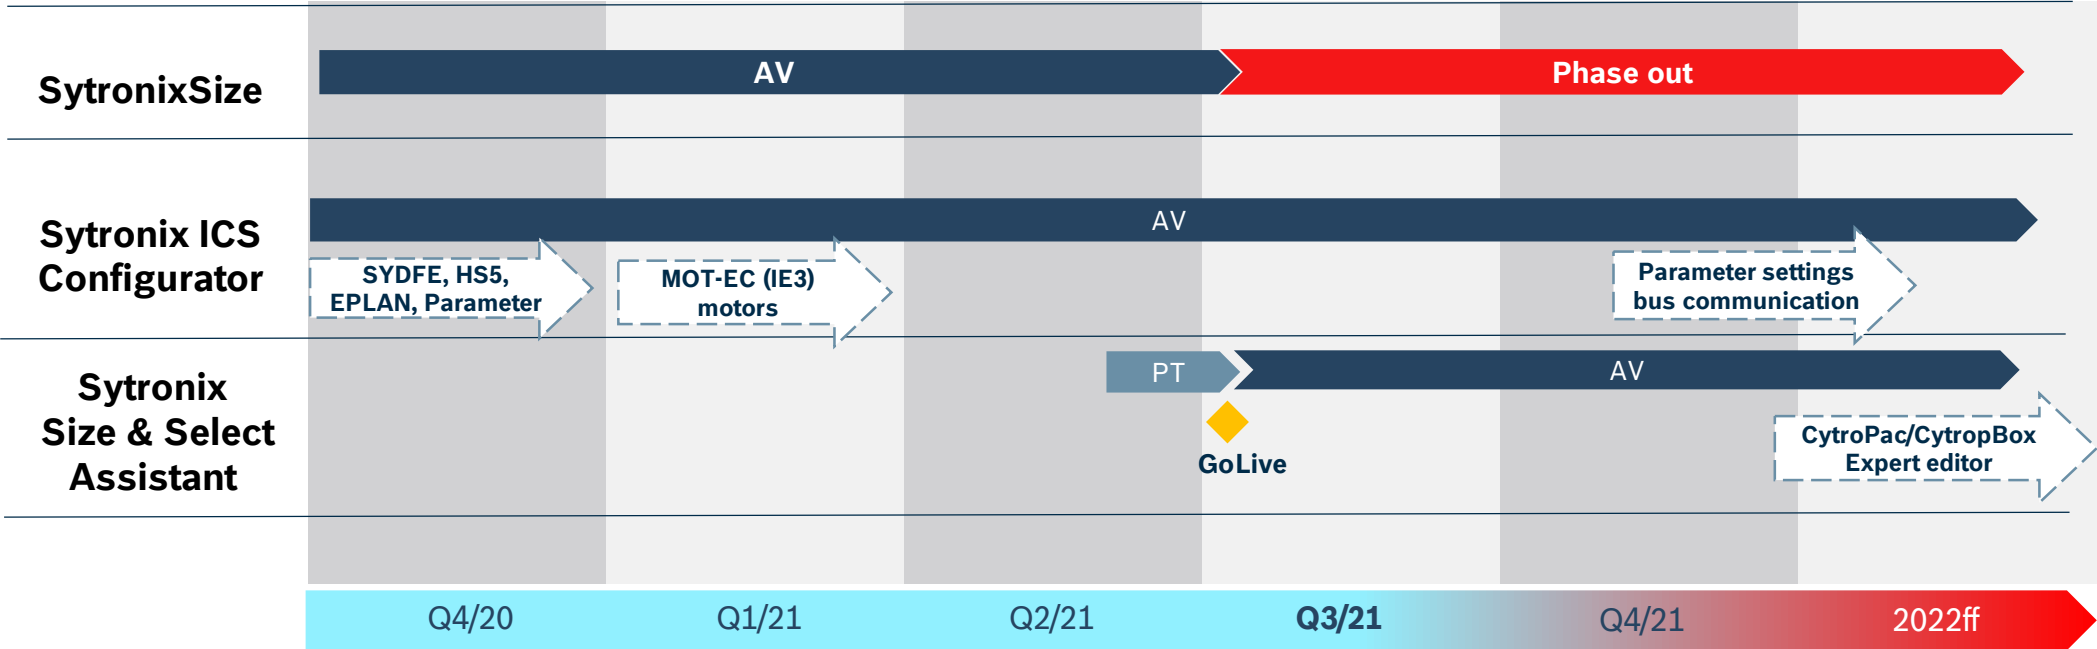 SytronixSize
AV
Phase out
Sytronix ICS
Configurator
AV
SYDFE, HS5,
EPLAN, Parameter
MOT-EC (IE3)
motors
Parameter settings
bus communication
Sytronix
Size & Select
Assistant
PT
AV
GoLive
CytroPac/CytropBox
Expert editor
Q4/20
Q1/21
Q2/21
Q3/21
Q4/21
2022ff